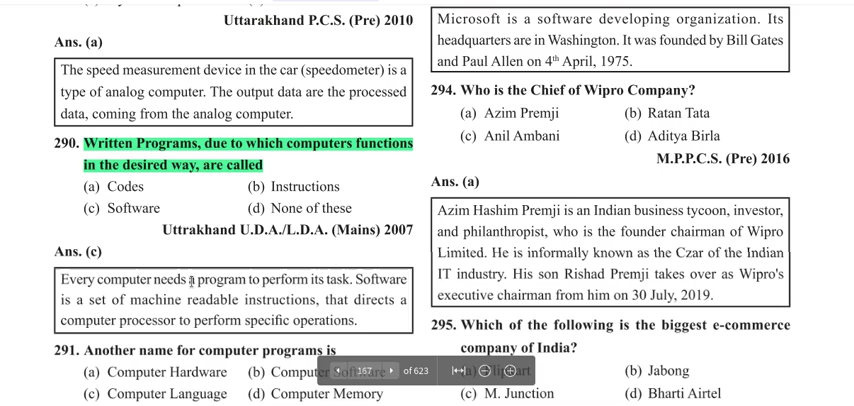 Uttarakhand P.C.S. (Pre) 2010
Ans. (a)
The speed measurement device in the car (speedometer) is a
type of analog computer. The output data are the processed
data, coming from the analog computer.
290. Written Programs, due to which computers functions
in the desired way, are called
(a) Codes (b) Instructions
(c) Software (d) None of these
Uttrakhand U.D.A./L.D.A. (Mains) 2007
Ans. (c)
Every computer needs a program to perform its task. Software
is a set of machine readable instructions, that directs a
computer processor to perform specific operations.
291. Another name for computer programs is
(a) Computer Hardware (b) Computer Software
(c) Computer Language (d) Computer Memory
Microsoft is a software developing organization. Its
headquarters are in Washington. It was founded by Bill Gates
and Paul Allen on 4th April, 1975.
294. Who is the Chief of Wipro Company?
(a) Azim Premji (b) Ratan Tata
(c) Anil Ambani (d) Aditya Birla
M.P.P.C.S. (Pre) 2016
Ans. (a)
Azim Hashim Premji is an Indian business tycoon, investor,
and philanthropist, who is the founder chairman of Wipro
Limited. He is informally known as the Czar of the Indian
IT industry. His son Rishad Premji takes over as Wipro's
executive chairman from him on 30 July, 2019.
295. Which of the following is the biggest e-commerce
company of India?
(a) Flipkart (b) Jabong
(c) M. Junction (d) Bharti Airtel
167 of 623